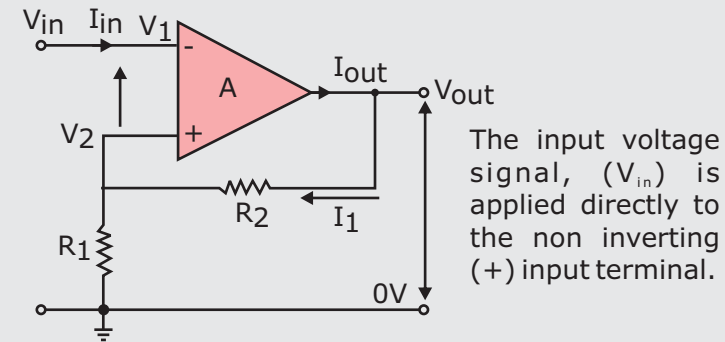 Vin Iin V1
-
A
Iout
Vout
V2
+
R2
I1
R1
0V
The input voltage
signal, (Vin) is
applied directly to
the non inverting
(+) input terminal.